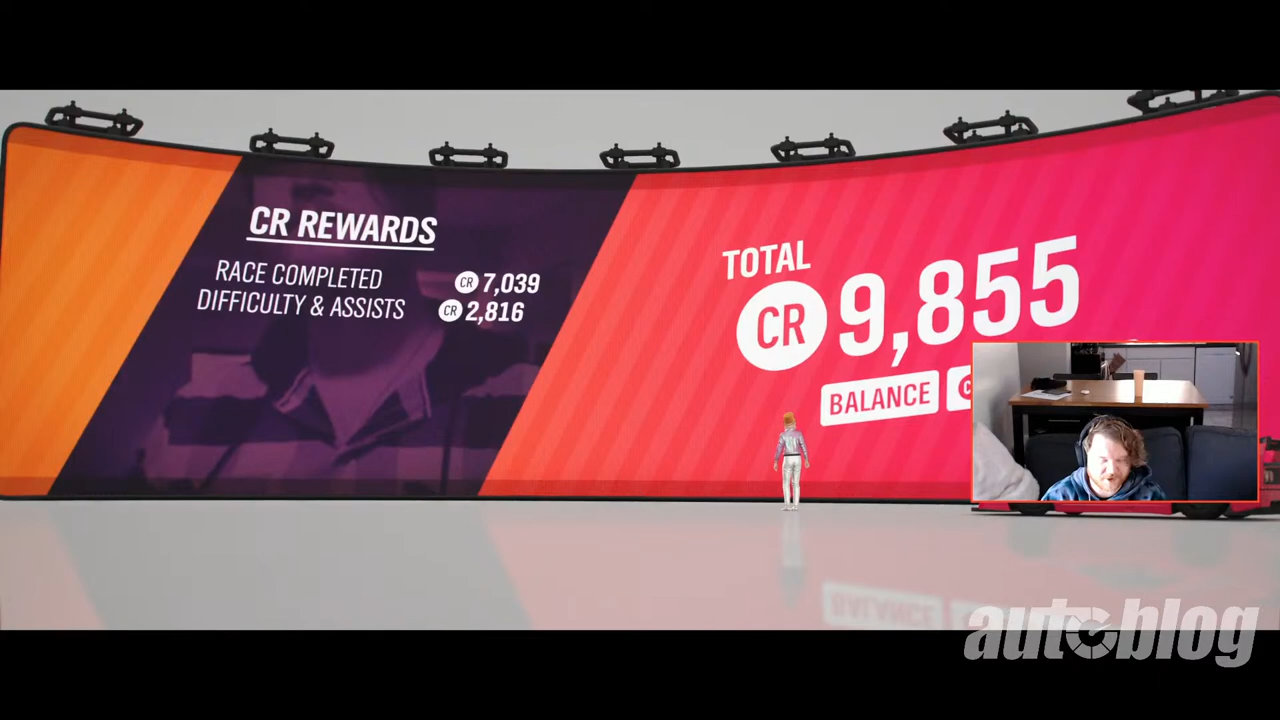 CR REWARDS
RACE COMPLETED CR 7,039
DIFFICULTY & ASSISTS CR 2,816
TOTAL
CR 9,855
BALANCE
autoblog